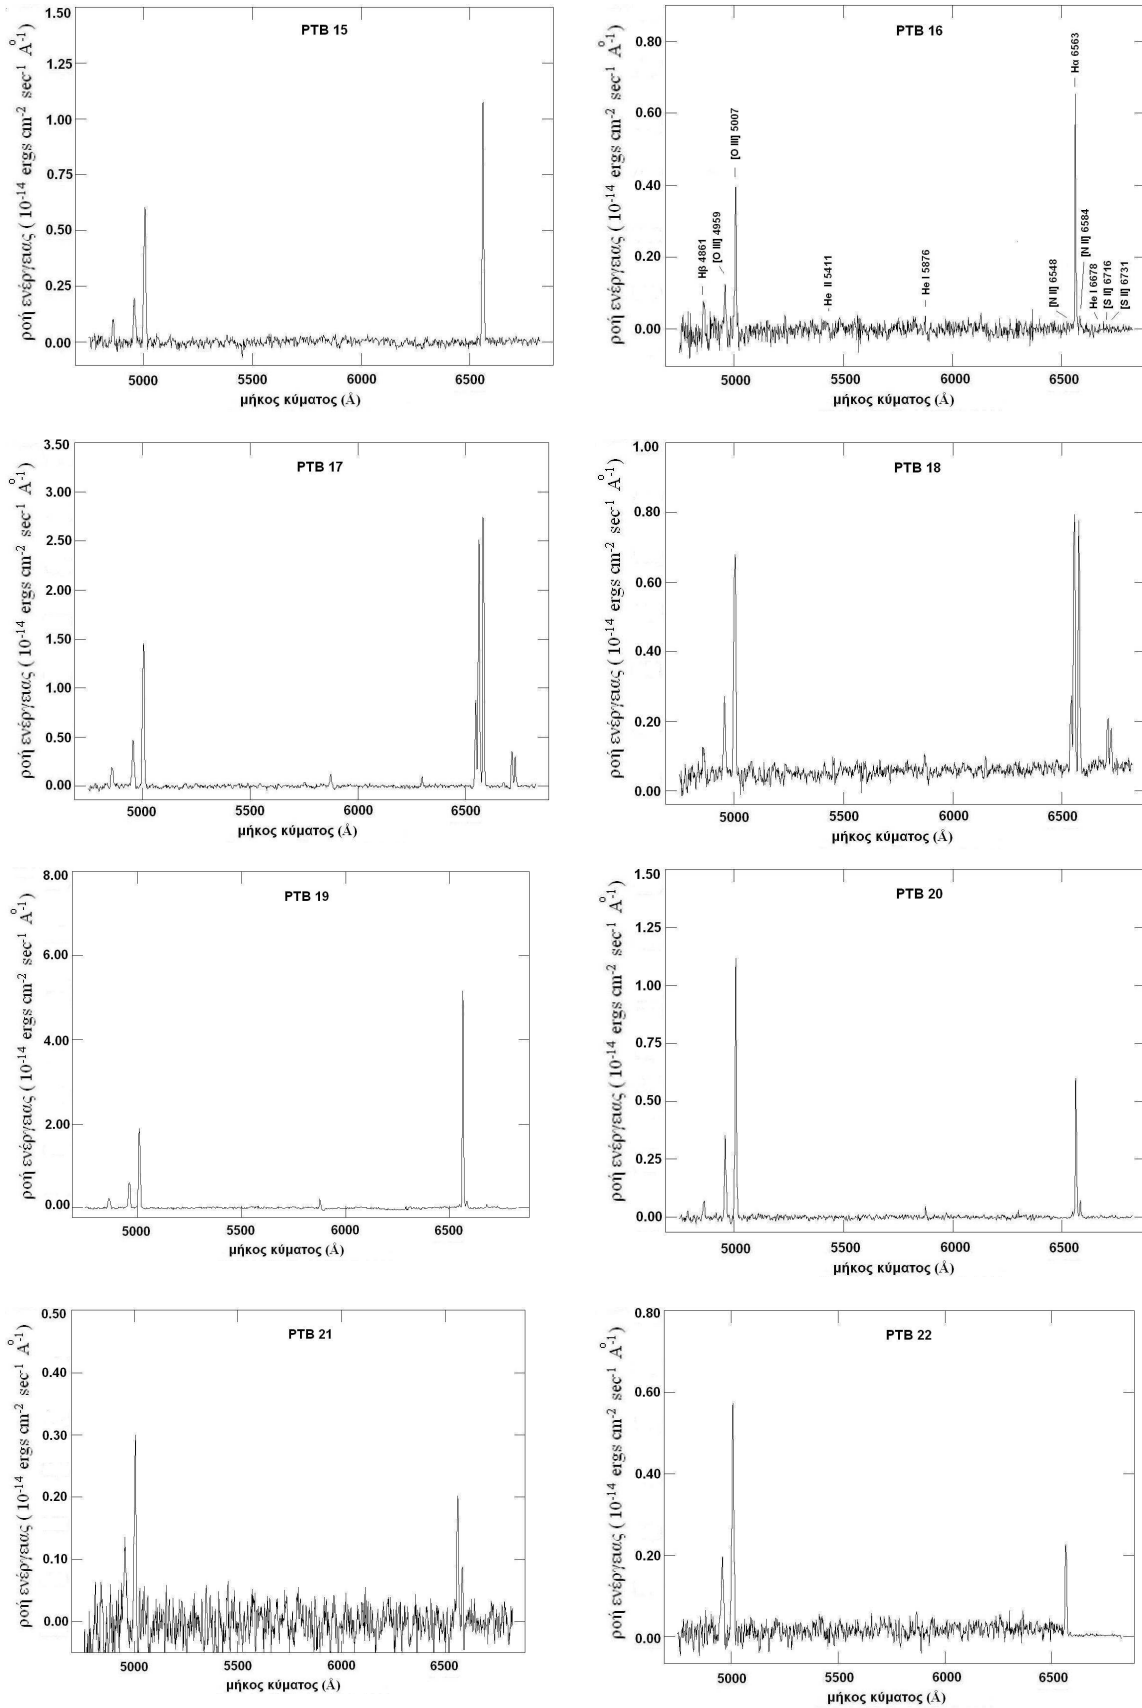 PTB 15
ροή ενέργειας ( 10-14 ergs cm-2 sec-1 Å-1)
1.50
1.25
1.00
0.75
0.50
0.25
0.00
5000 5500 6000 6500
μήκος κύματος (Å)
PTB 16
ροή ενέργειας ( 10-14 ergs cm-2 sec-1 Å-1)
0.80
0.60
0.40
0.20
0.00
Hβ 4861
[O III] 4959
[O III] 5007
He II 5411
He I 5876
[N II] 6548
Hα 6563
[N II] 6584
He I 6678
[S II] 6716
[S II] 6731
5000 5500 6000 6500
μήκος κύματος (Å)
PTB 17
ροή ενέργειας ( 10-14 ergs cm-2 sec-1 Å-1)
3.50
3.00
2.50
2.00
1.50
1.00
0.50
0.00
5000 5500 6000 6500
μήκος κύματος (Å)
PTB 18
ροή ενέργειας ( 10-14 ergs cm-2 sec-1 Å-1)
1.00
0.80
0.60
0.40
0.20
0.00
5000 5500 6000 6500
μήκος κύματος (Å)
PTB 19
ροή ενέργειας ( 10-14 ergs cm-2 sec-1 Å-1)
8.00
6.00
4.00
2.00
0.00
5000 5500 6000 6500
μήκος κύματος (Å)
PTB 20
ροή ενέργειας ( 10-14 ergs cm-2 sec-1 Å-1)
1.50
1.25
1.00
0.75
0.50
0.25
0.00
5000 5500 6000 6500
μήκος κύματος (Å)
PTB 21
ροή ενέργειας ( 10-14 ergs cm-2 sec-1 Å-1)
0.50
0.40
0.30
0.20
0.10
0.00
5000 5500 6000 6500
μήκος κύματος (Å)
PTB 22
ροή ενέργειας ( 10-14 ergs cm-2 sec-1 Å-1)
0.80
0.60
0.40
0.20
0.00
5000 5500 6000 6500
μήκος κύματος (Å)